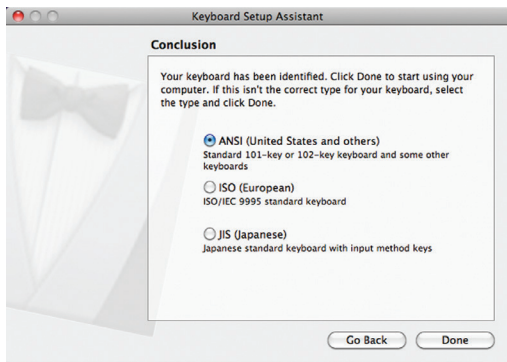 Keyboard Setup Assistant
Conclusion
Your keyboard has been identified. Click Done to start using your
computer. If this isn't the correct type for your keyboard, select
the type and click Done.
ANSI (United States and others)
Standard 101-key or 102-key keyboard and some other
keyboards
ISO (European)
ISO/IEC 9995 standard keyboard
JIS (Japanese)
Japanese standard keyboard with input method keys
Go Back
Done